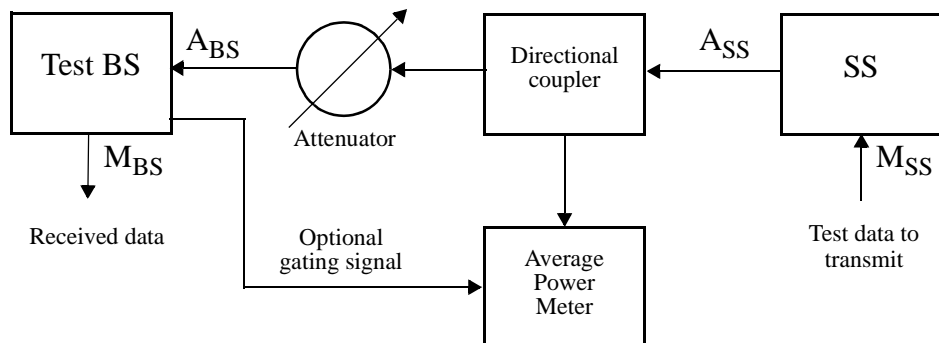 Test BS
A_BS
Attenuator
Directional
coupler
A_SS
SS
M_BS
M_SS
Received data
Optional
gating signal
Average
Power
Meter
Test data to
transmit